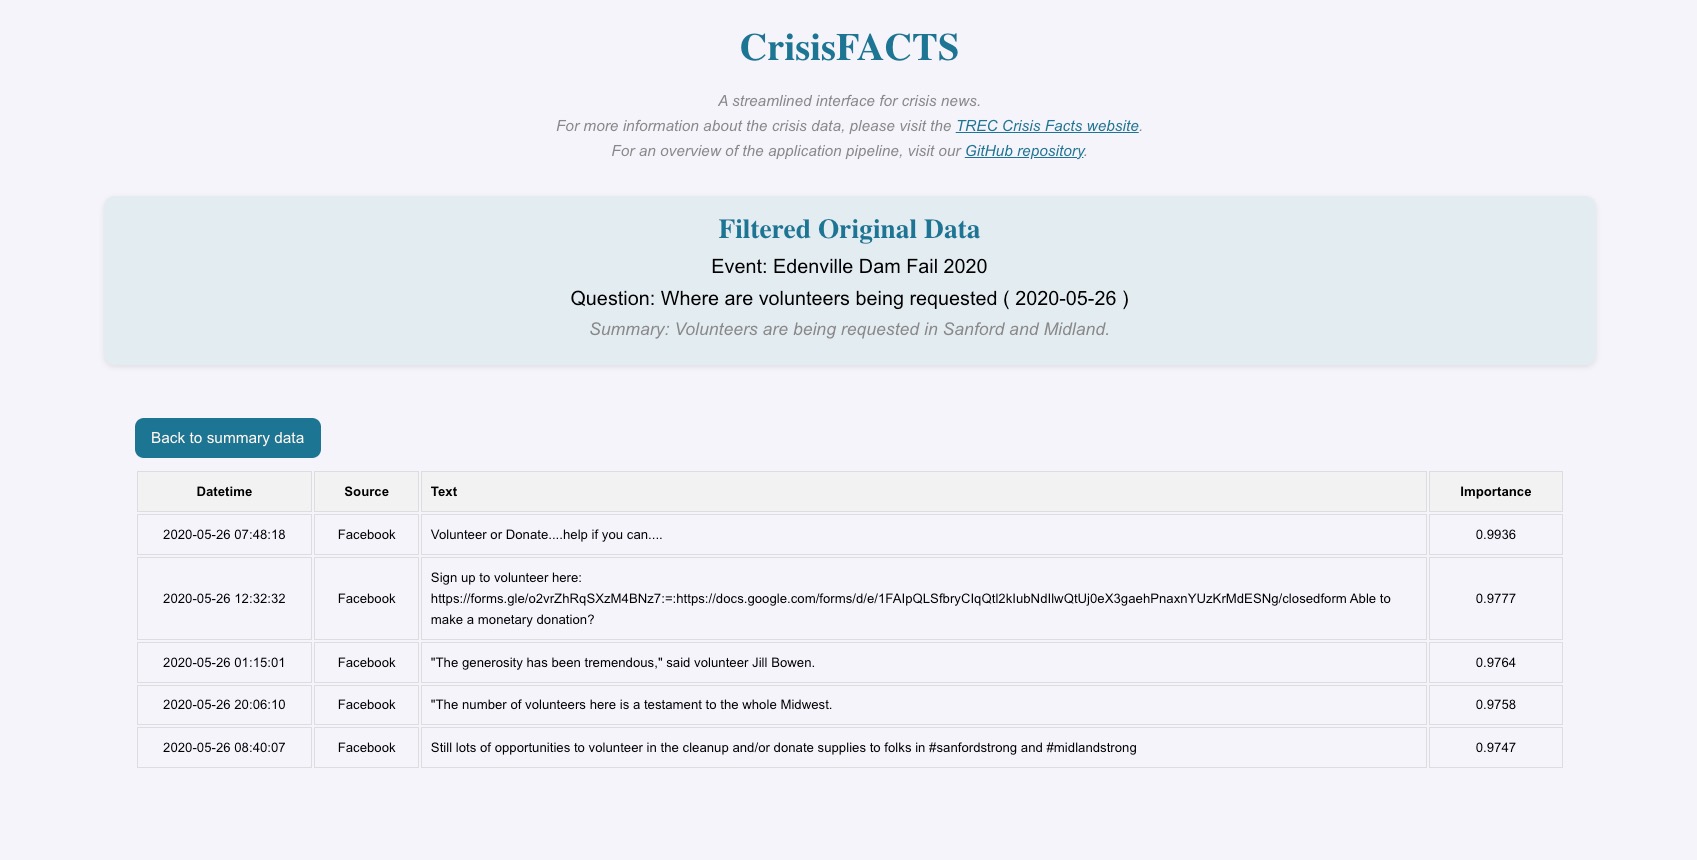 CrisisFACTS
A streamlined interface for crisis news.
For more information about the crisis data, please visit the TREC Crisis Facts website.
For an overview of the application pipeline, visit our GitHub repository.
Filtered Original Data
Event: Edenville Dam Fail 2020
Question: Where are volunteers being requested ( 2020-05-26 )
Summary: Volunteers are being requested in Sanford and Midland.
Back to summary data
Datetime Source Text Importance
2020-05-26 07:48:18 Facebook Volunteer or Donate....help if you can.... 0.9936
Sign up to volunteer here:
2020-05-26 12:32:32 Facebook https://forms.gle/o2vrZhRqSXzM4BNz7:=:https://docs.google.com/forms/d/e/1FAIpQLSfbryCIqQtl2kIubNdIlwQtUj0eX3gaehPnaxnYUzKrMdESNg/closedform Able to 0.9777
make a monetary donation?
2020-05-26 01:15:01 Facebook "The generosity has been tremendous," said volunteer Jill Bowen. 0.9764
2020-05-26 20:06:10 Facebook "The number of volunteers here is a testament to the whole Midwest. 0.9758
2020-05-26 08:40:07 Facebook Still lots of opportunities to volunteer in the cleanup and/or donate supplies to folks in #sanfordstrong and #midlandstrong 0.9747